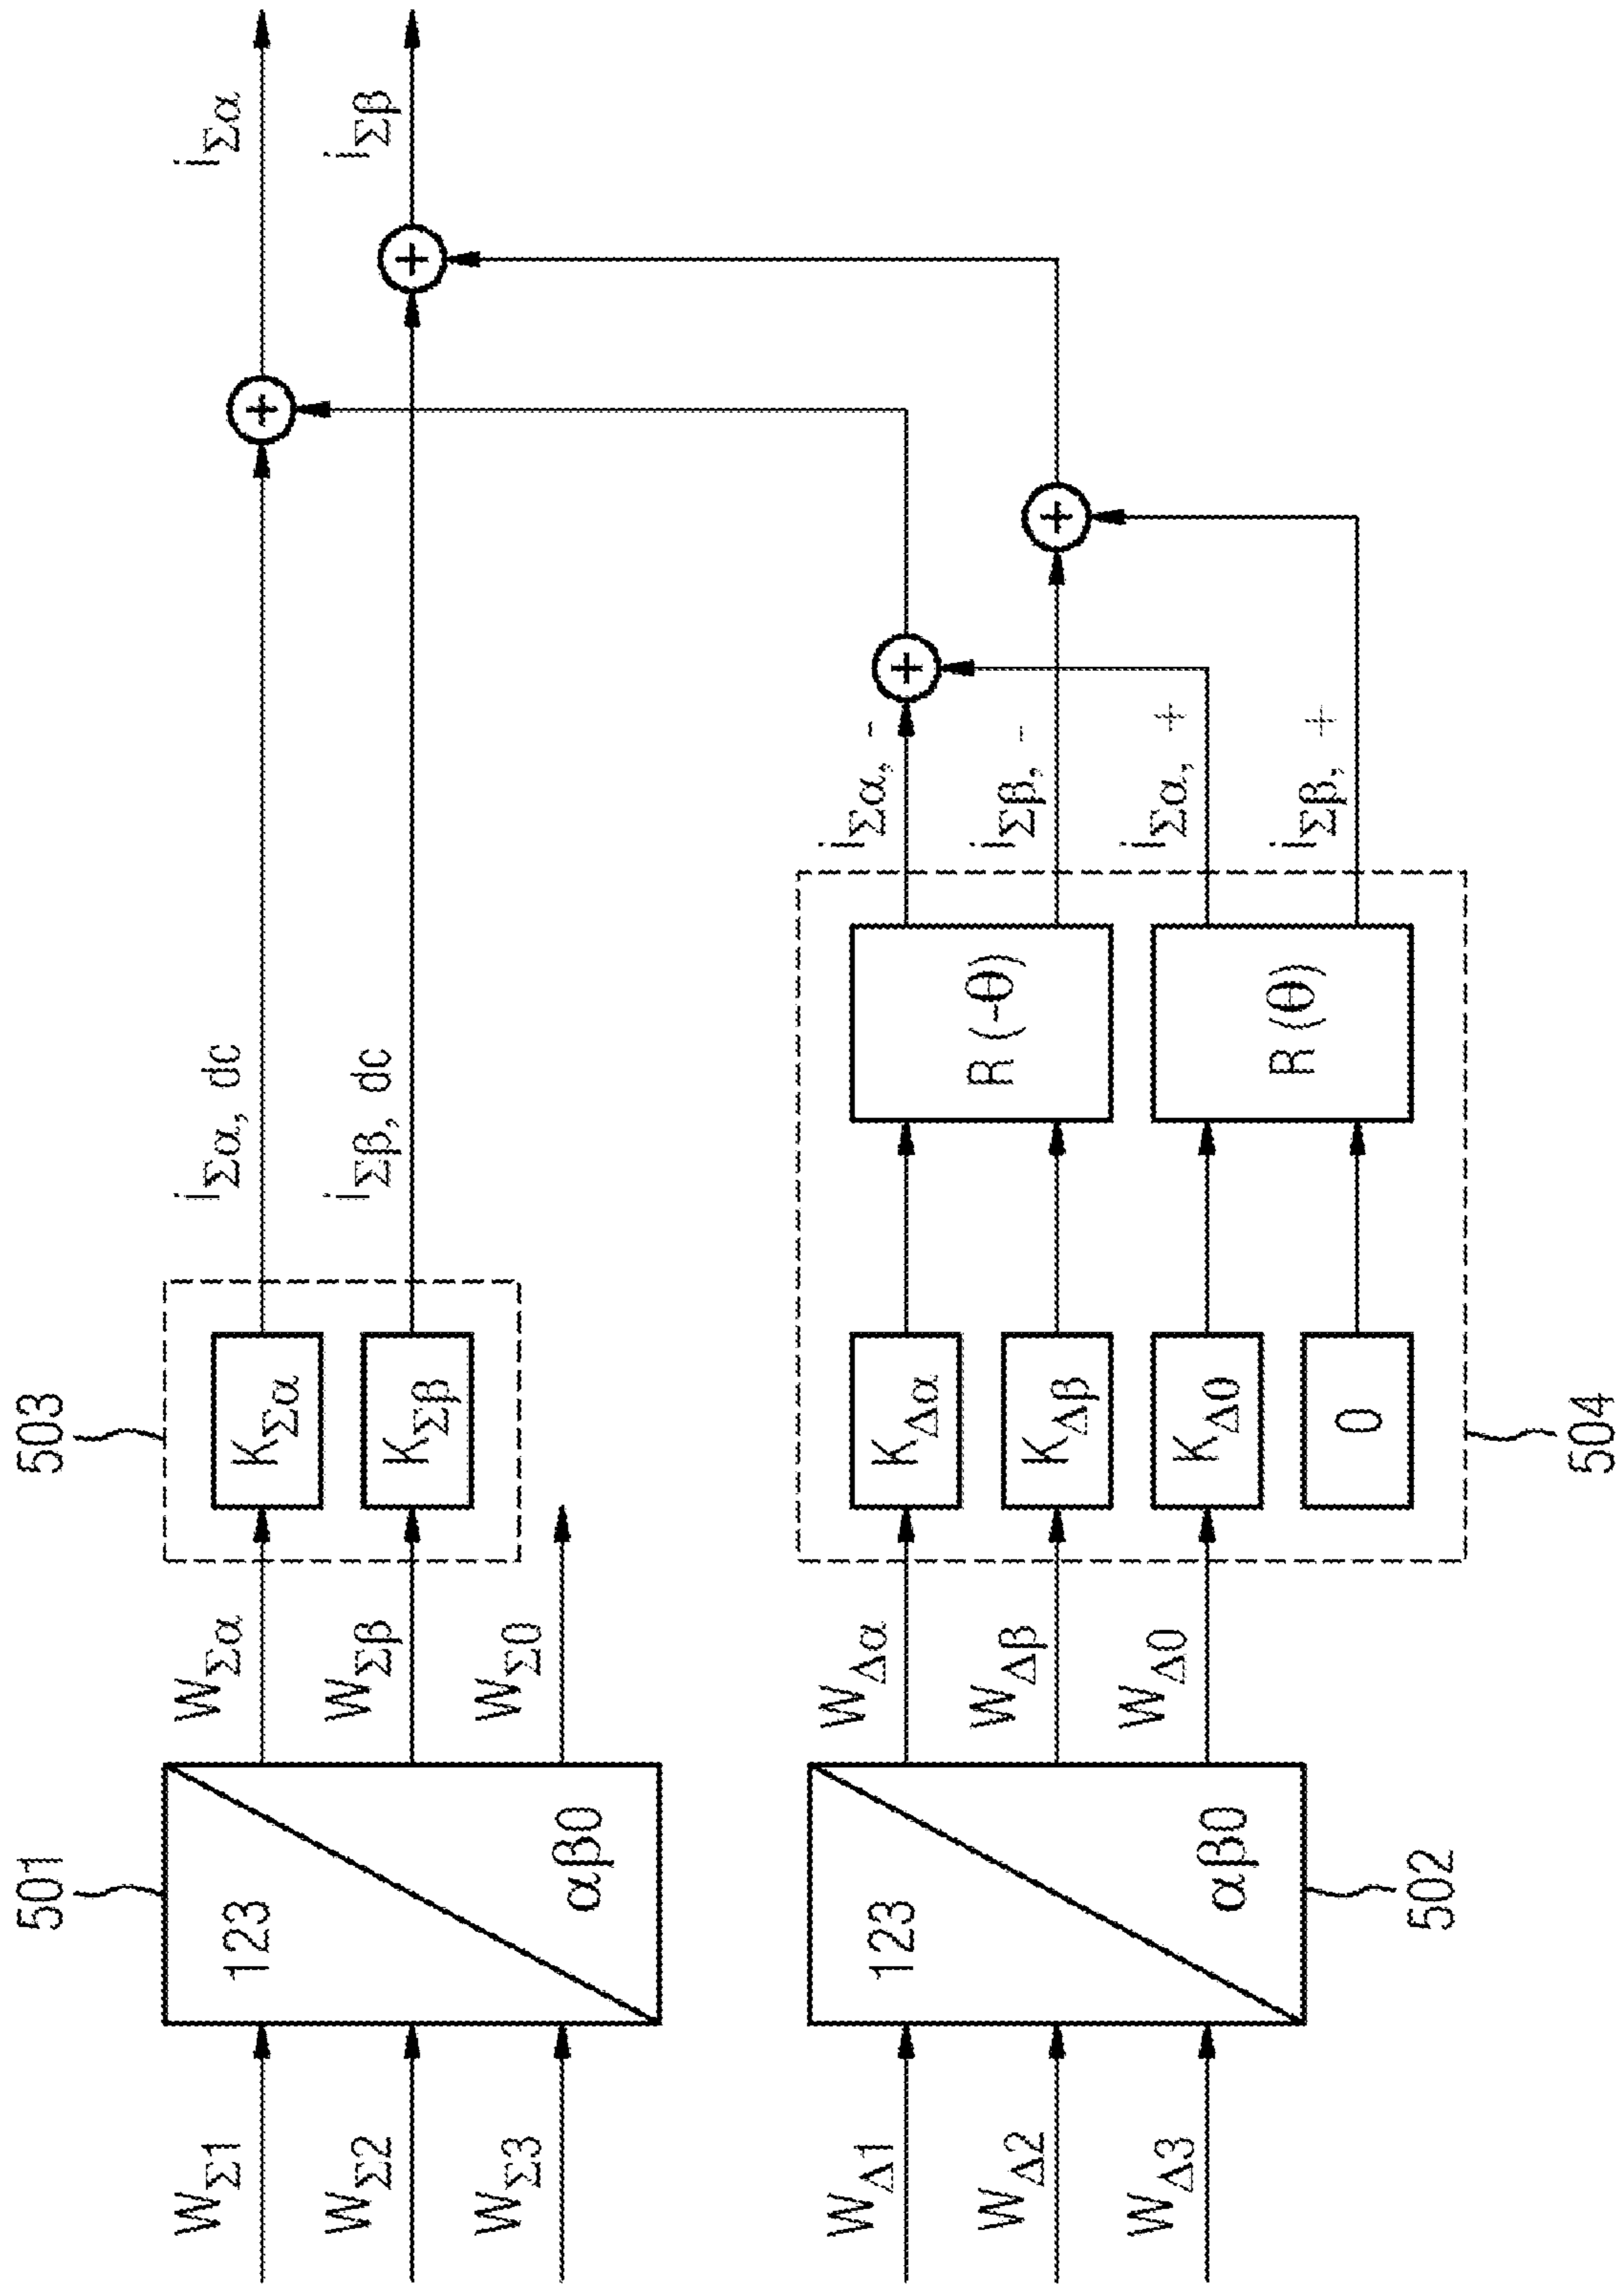 501
503
W_Σ1
123
W_Σα
K_Σα
i_Σα, dc
i_Σα
W_Σ2
W_Σβ
K_Σβ
i_Σβ, dc
+
i_Σβ
W_Σ3
αβ0
W_Σ0
+
W_Δ1
123
W_Δα
K_Δα
i_Σα, -
+
W_Δ2
W_Δβ
K_Δβ
R (-θ)
i_Σβ, -
+
W_Δ3
αβ0
W_Δ0
K_Δ0
i_Σα, +
0
R (θ)
i_Σβ, +
502
504